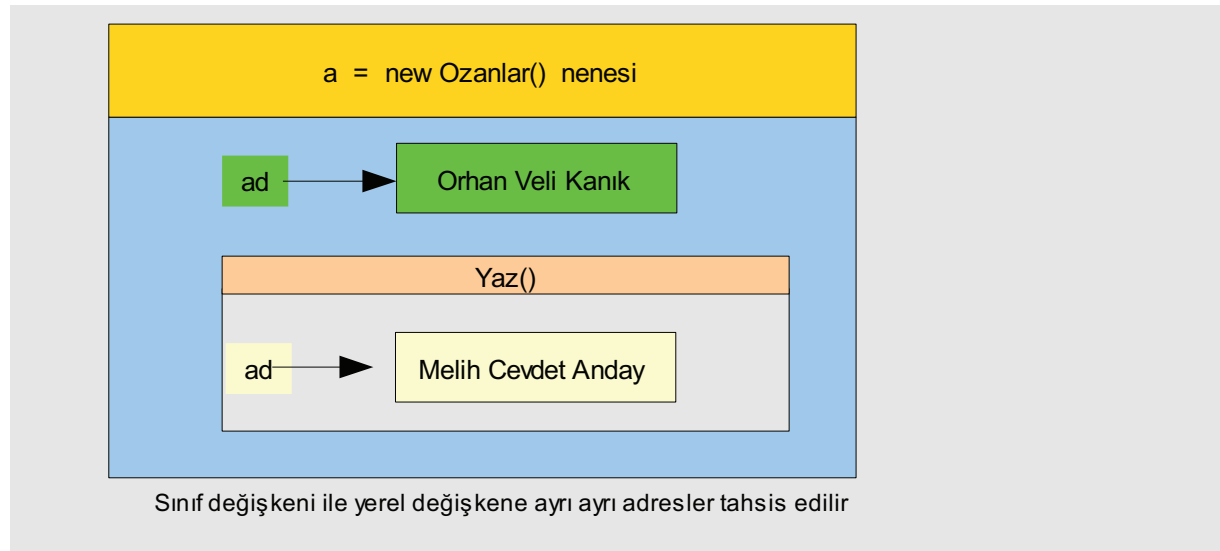 a = new Ozanlar() nenesi
ad
Orhan Veli Kanık
Yaz()
ad
Melih Cevdet Anday
Sınıf değişkeni ile yerel değişkene ayrı ayrı adresler tahsis edilir